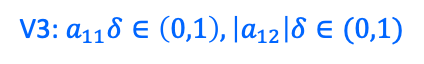 V3: a₁₁δ ∈ (0,1), |a₁₂|δ ∈ (0,1)